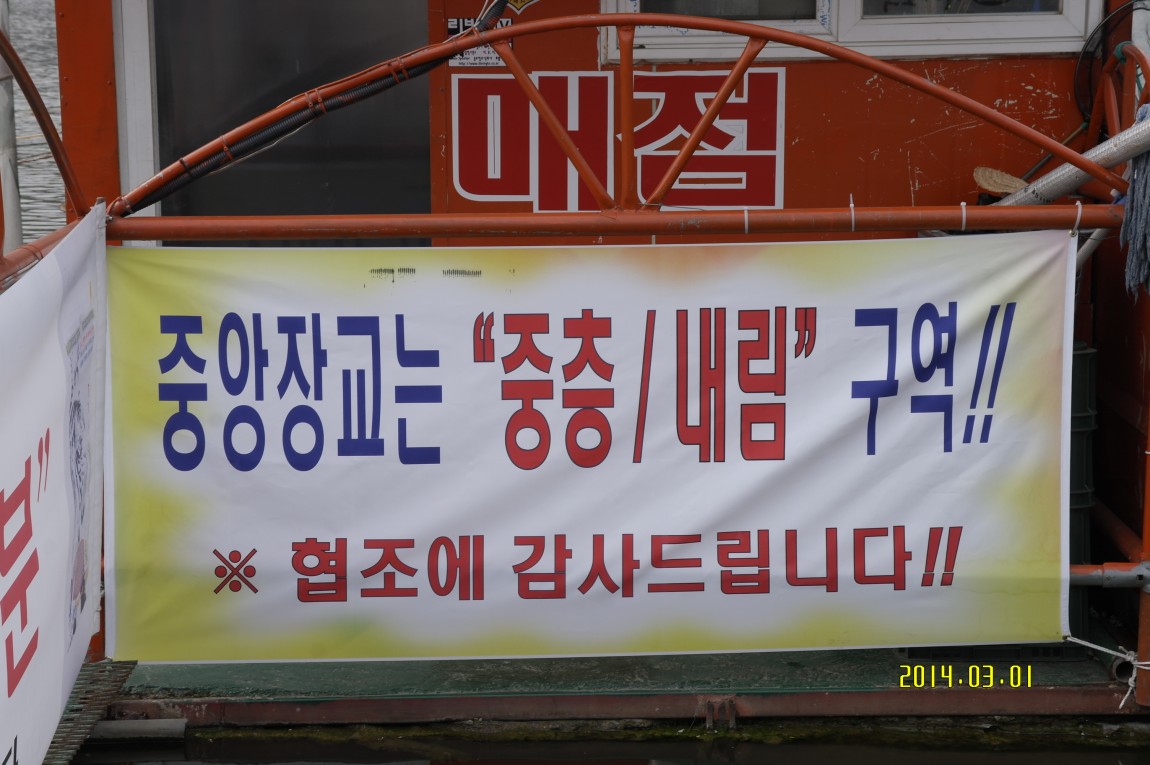 매점
중앙장교는 “중층/내림” 구역!!
※ 협조에 감사드립니다!!
분”
2014.03.01